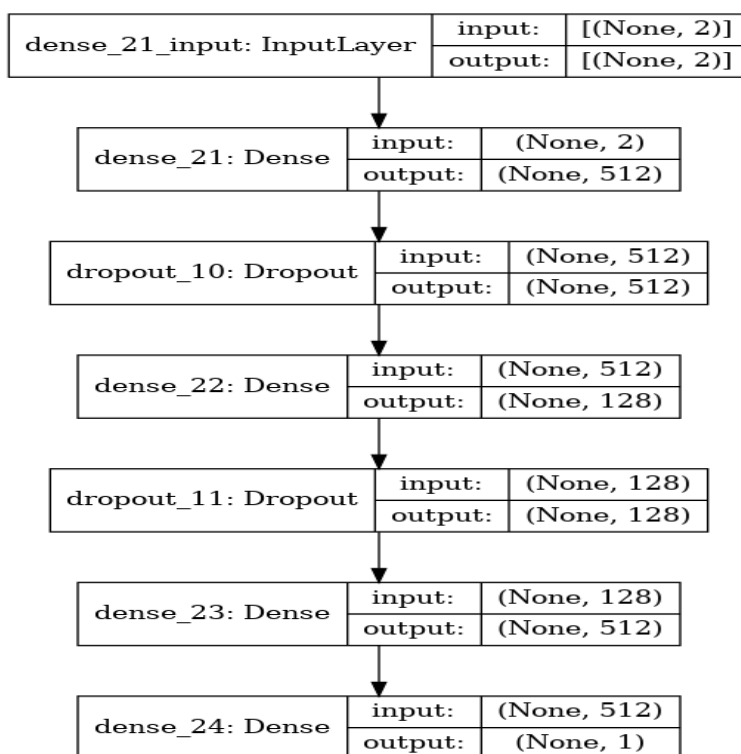 dense_21_input: InputLayer input: [(None, 2)]
output: [(None, 2)]
dense_21: Dense input: (None, 2)
output: (None, 512)
dropout_10: Dropout input: (None, 512)
output: (None, 512)
dense_22: Dense input: (None, 512)
output: (None, 128)
dropout_11: Dropout input: (None, 128)
output: (None, 128)
dense_23: Dense input: (None, 128)
output: (None, 512)
dense_24: Dense input: (None, 512)
output: (None, 1)